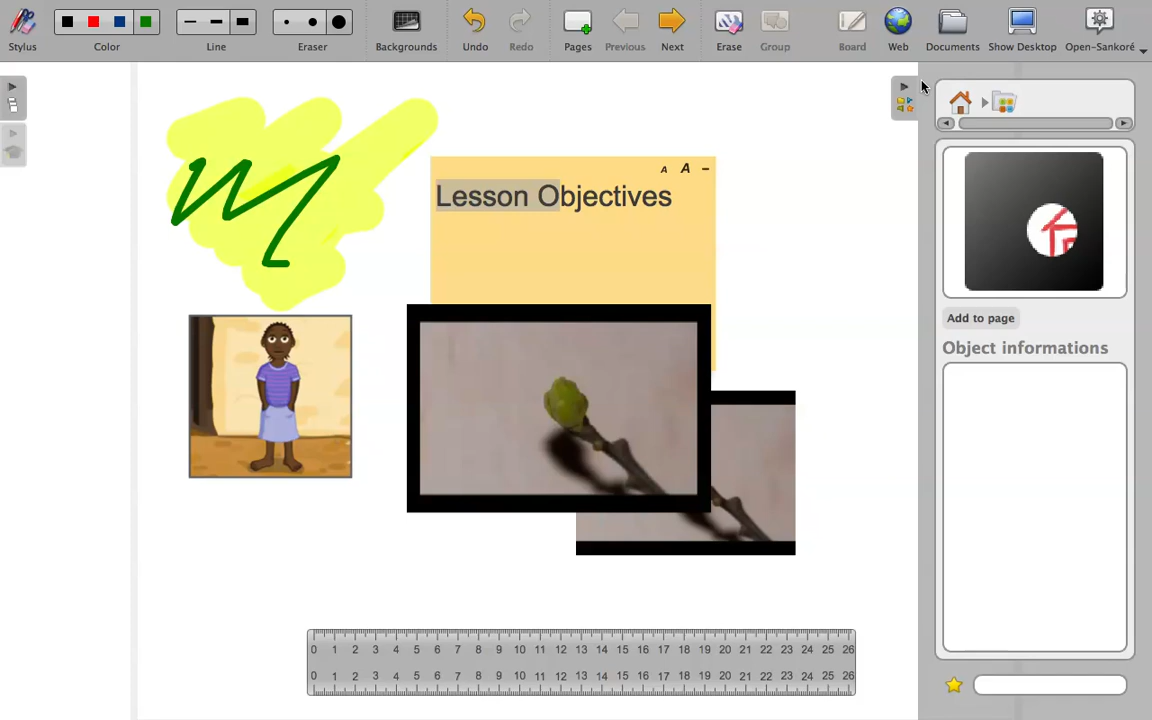 Stylus
Color
Line
Eraser
Backgrounds
Undo
Redo
Pages
Previous
Next
Erase
Group
Board
Web
Documents
Show Desktop
Open-Sankoré
A A –
Lesson Objectives
Add to page
Object informations
0 1 2 3 4 5 6 7 8 9 10 11 12 13 14 15 16 17 18 19 20 21 22 23 24 25 26
0 1 2 3 4 5 6 7 8 9 10 11 12 13 14 15 16 17 18 19 20 21 22 23 24 25 26